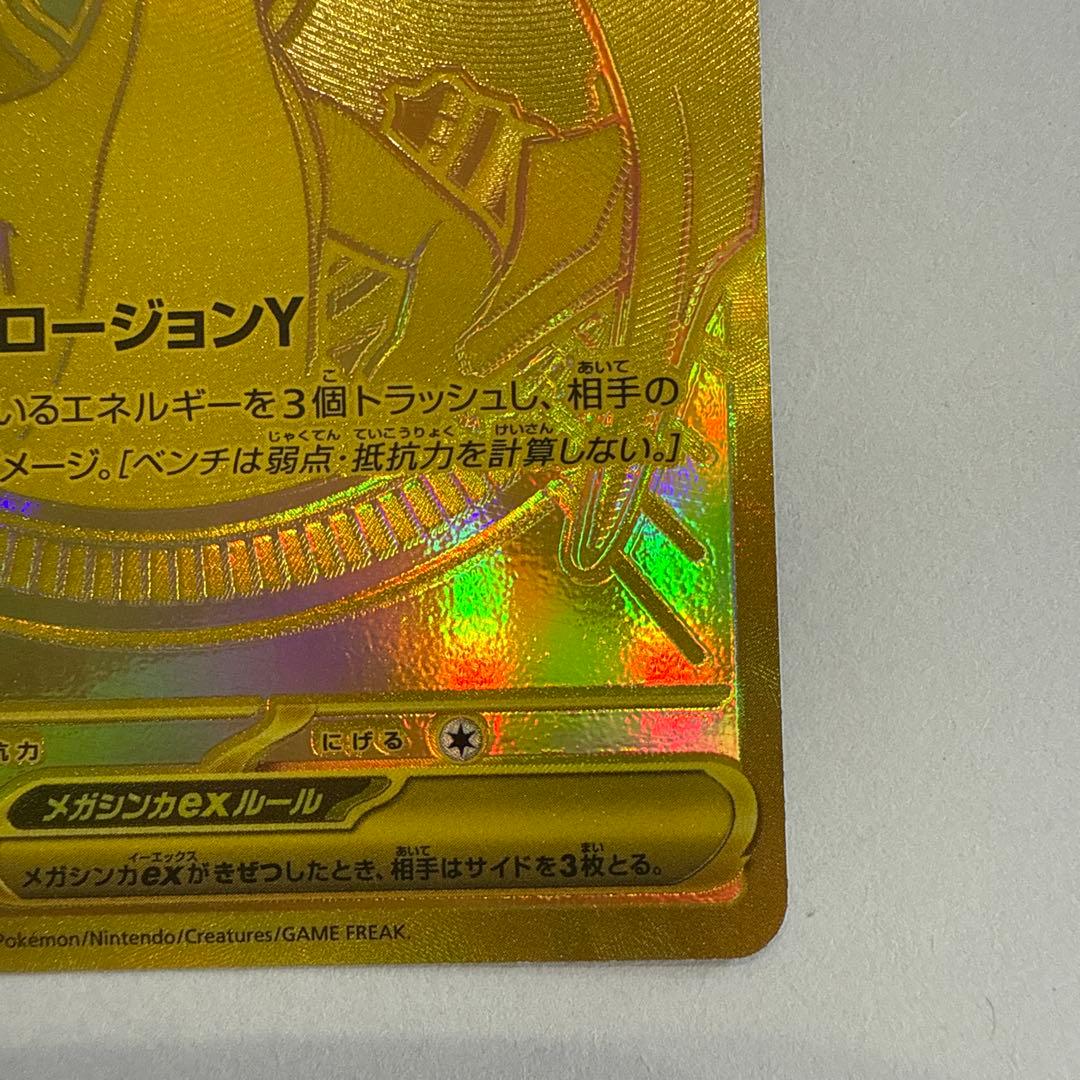 ロージョンY
いるエネルギーを3個トラッシュし、相手の
メージ。[ベンチは弱点・抵抗力を計算しない。]
抗力 にげる
メガシンカexルール
メガシンカexがきぜつしたとき、相手はサイドを3枚とる。
Pokémon/Nintendo/Creatures/GAME FREAK.